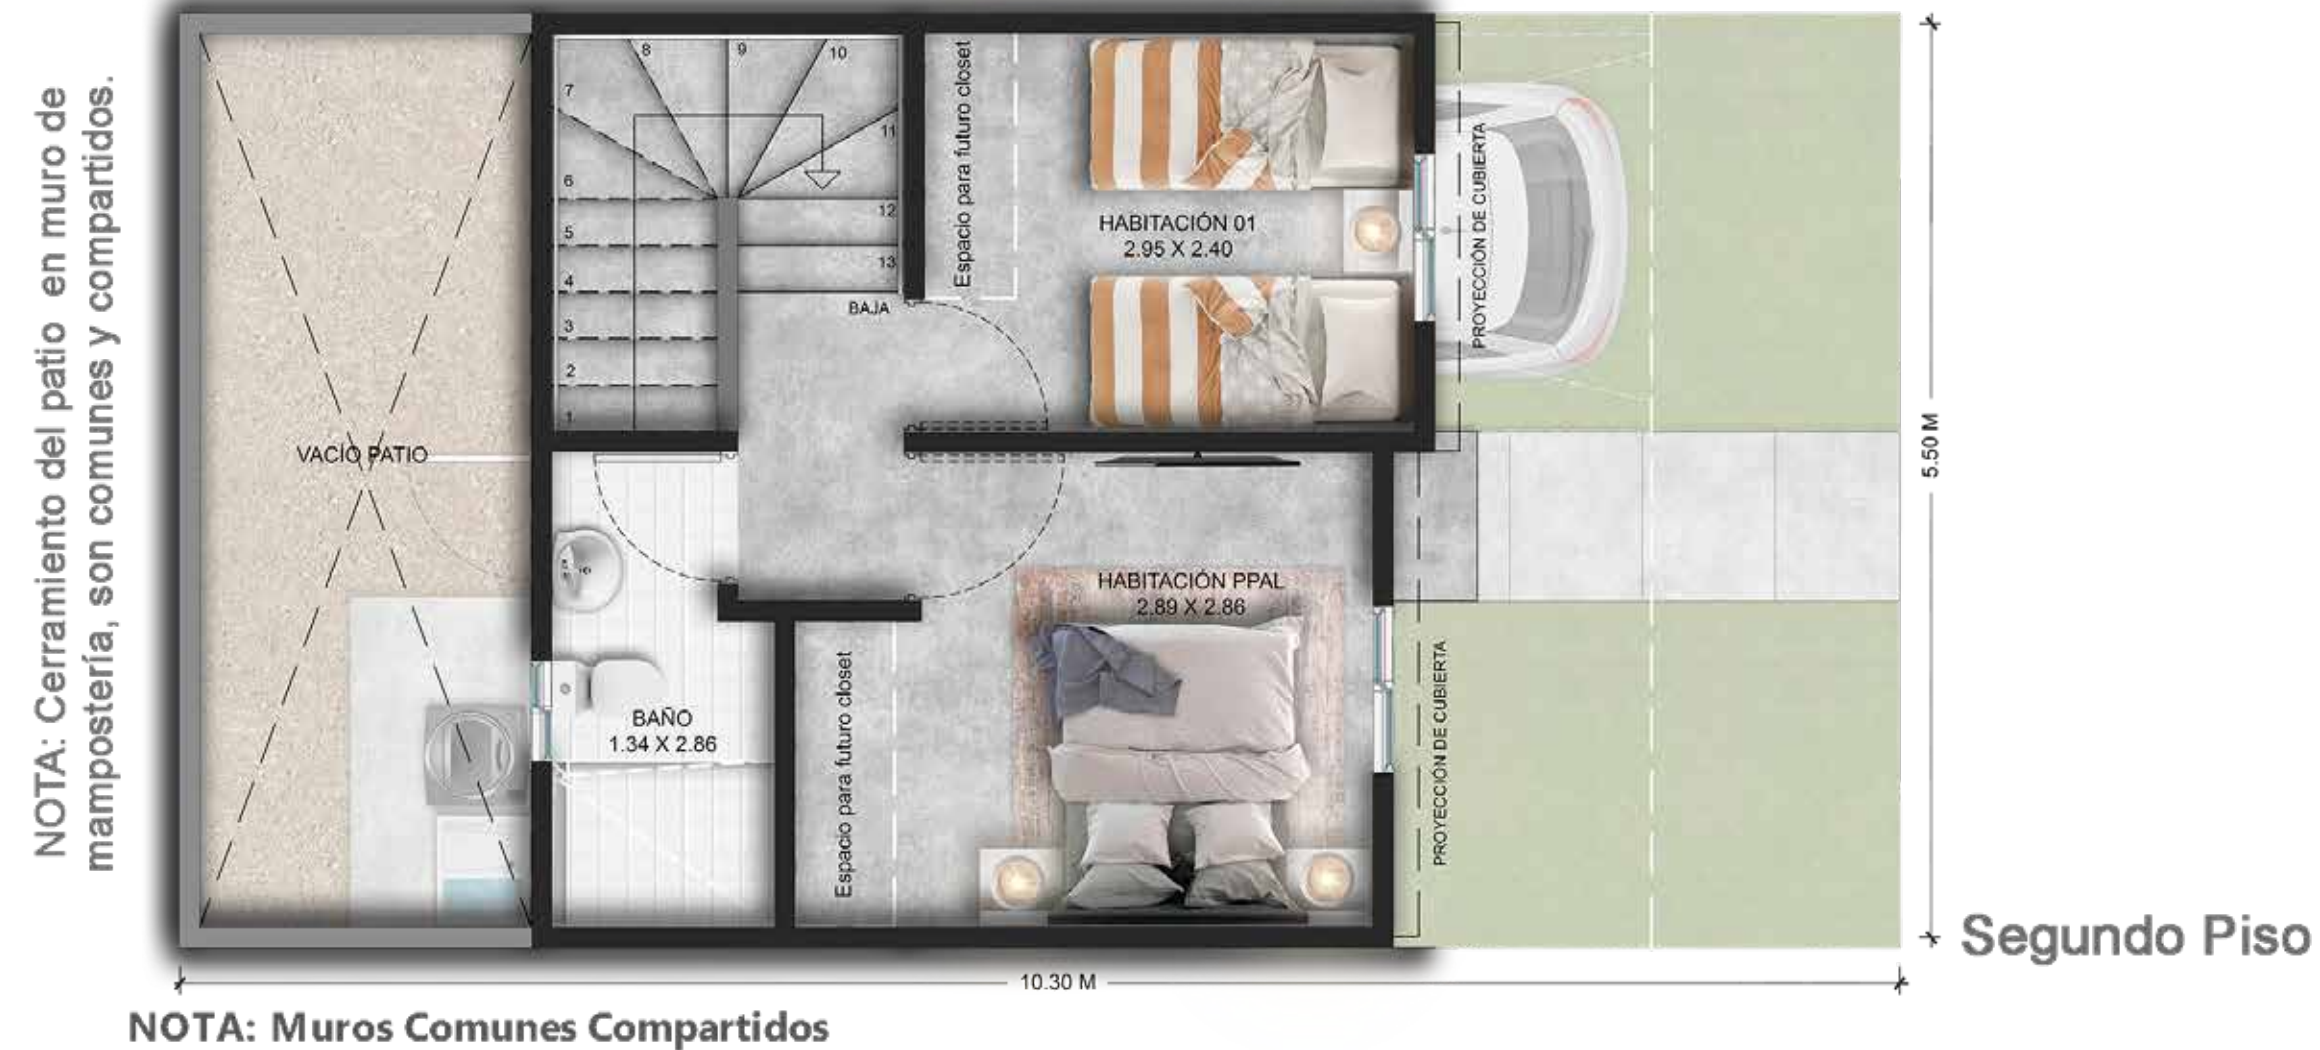 NOTA: Cerramiento del patio en muro de
mampostería, son comunes y compartidos.
VACÍO PATIO
7
8
9
10
11
6
5
4
3
2
1
12
13
BAJA
Espacio para futuro closet
HABITACIÓN 01
2.95 X 2.40
PROYECCIÓN DE CUBIERTA
HABITACIÓN PPAL
2.89 X 2.86
BAÑO
1.34 X 2.86
Espacio para futuro closet
PROYECCIÓN DE CUBIERTA
5.50 M
Segundo Piso
10.30 M
NOTA: Muros Comunes Compartidos